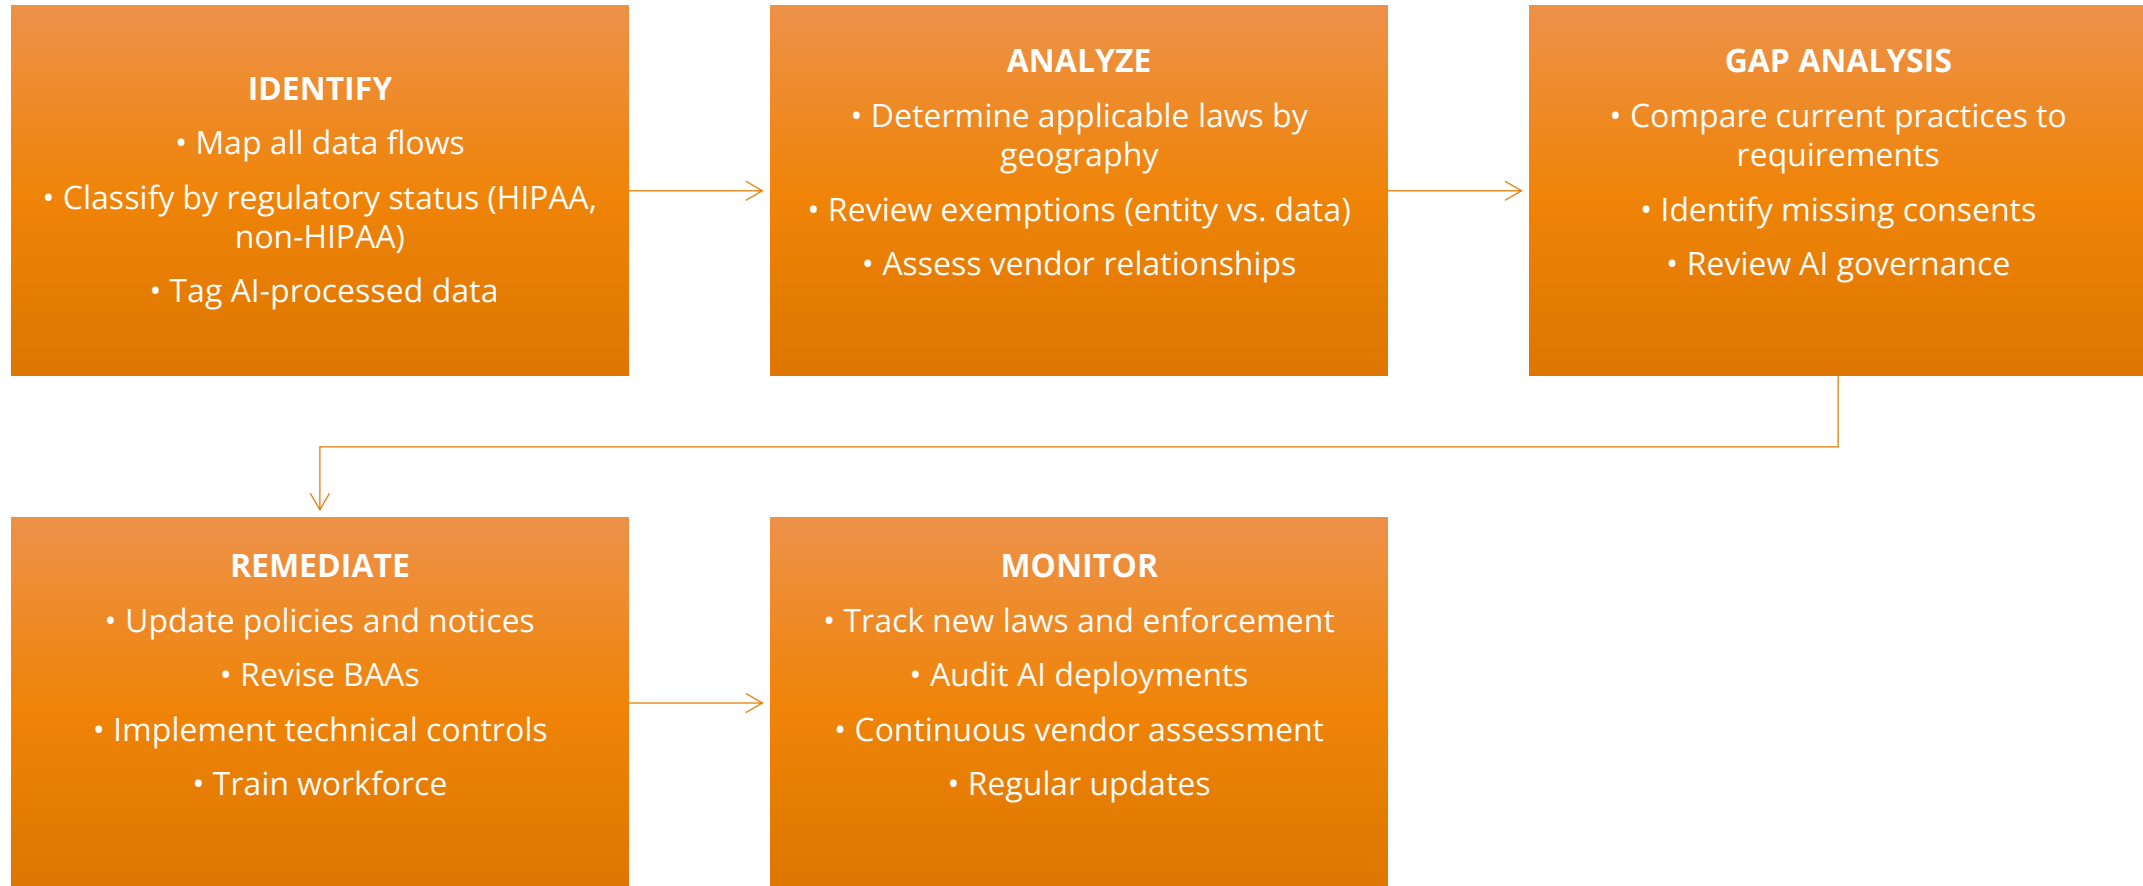 IDENTIFY
• Map all data flows
• Classify by regulatory status (HIPAA,
non-HIPAA)
• Tag AI-processed data
ANALYZE
• Determine applicable laws by
geography
• Review exemptions (entity vs. data)
• Assess vendor relationships
GAP ANALYSIS
• Compare current practices to
requirements
• Identify missing consents
• Review AI governance
REMEDIATE
• Update policies and notices
• Revise BAAs
• Implement technical controls
• Train workforce
MONITOR
• Track new laws and enforcement
• Audit AI deployments
• Continuous vendor assessment
• Regular updates